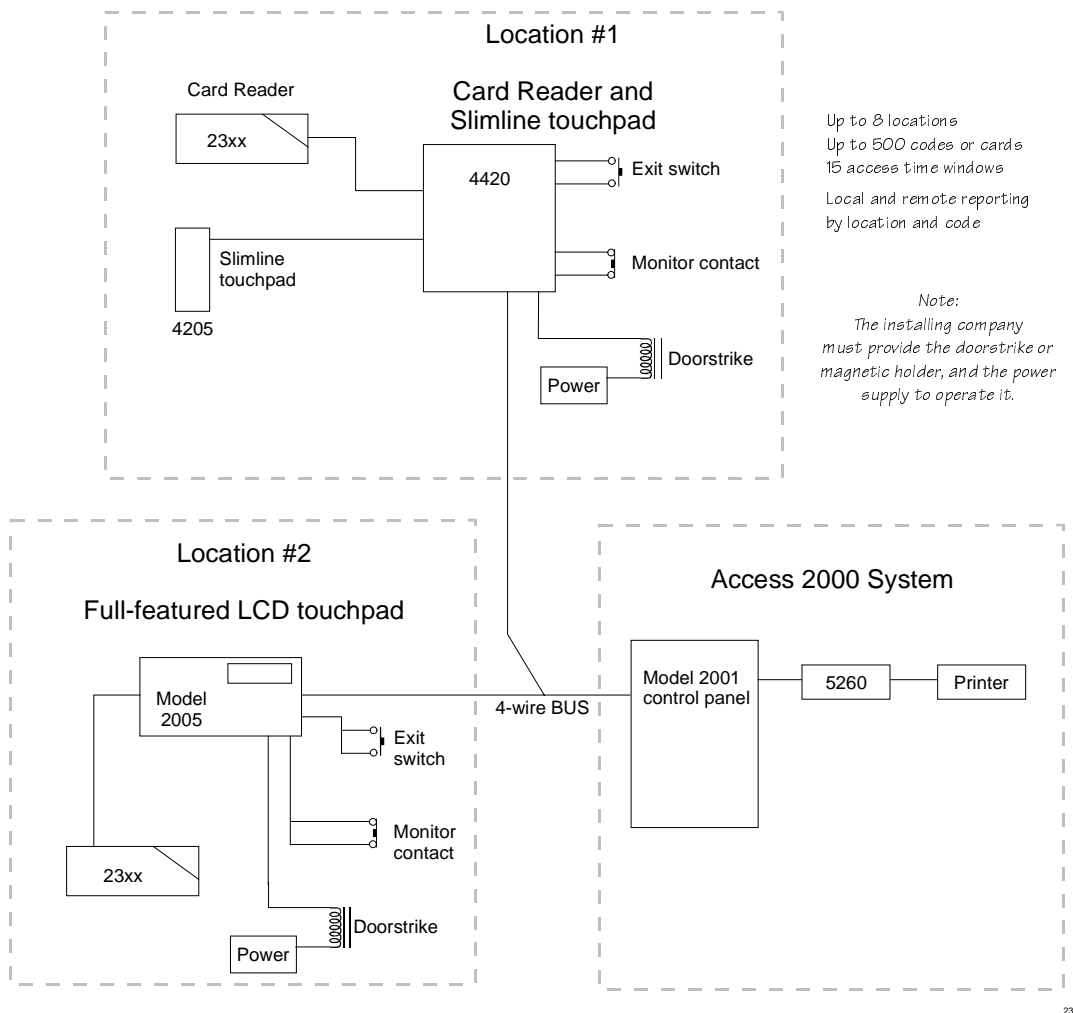 Location #1
Card Reader and
Slimline touchpad
Card Reader
23xx
4420
Exit switch
Slimline
touchpad
4205
Monitor contact
Doorstrike
Power
Up to 8 locations
Up to 500 codes or cards
15 access time windows
Local and remote reporting
by location and code
Note:
The installing company
must provide the doorstrike or
magnetic holder, and the power
supply to operate it.
Location #2
Full-featured LCD touchpad
Model
2005
Exit
switch
Monitor
contact
23xx
Doorstrike
Power
4-wire BUS
Access 2000 System
Model 2001
control panel
5260
Printer
23